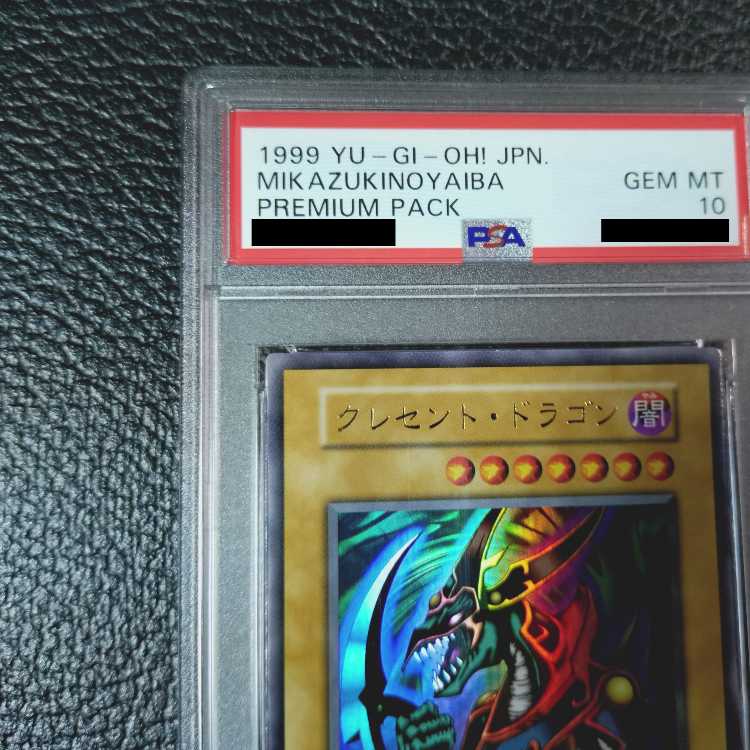 1999 YU-GI-OH! JPN.
MIKAZUKINOYAIBA
GEM MT
PREMIUM PACK
10
PSA
クレセント・ドラゴン
闇